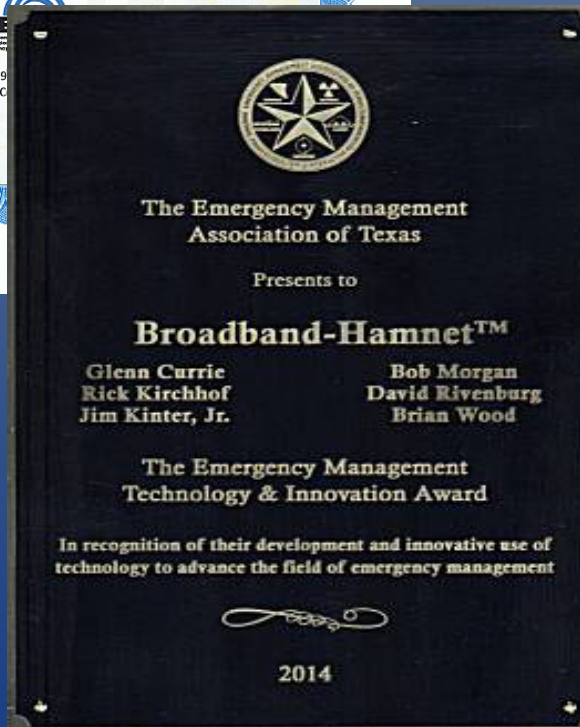 The Emergency Management
Association of Texas
Presents to
Broadband-Hamnet™
Glenn Currie
Rick Kirchhof
Jim Kinter, Jr.
Bob Morgan
David Rivenburg
Brian Wood
The Emergency Management
Technology & Innovation Award
In recognition of their development and innovative use of
technology to advance the field of emergency management
2014